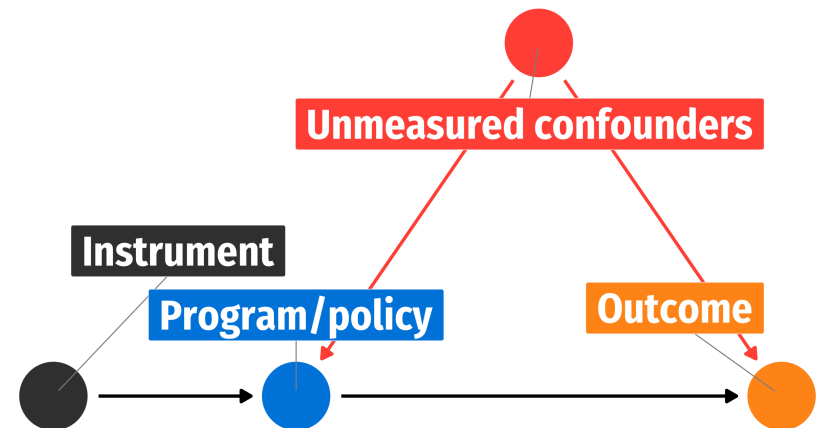 Unmeasured confounders
Instrument
Program/policy
Outcome